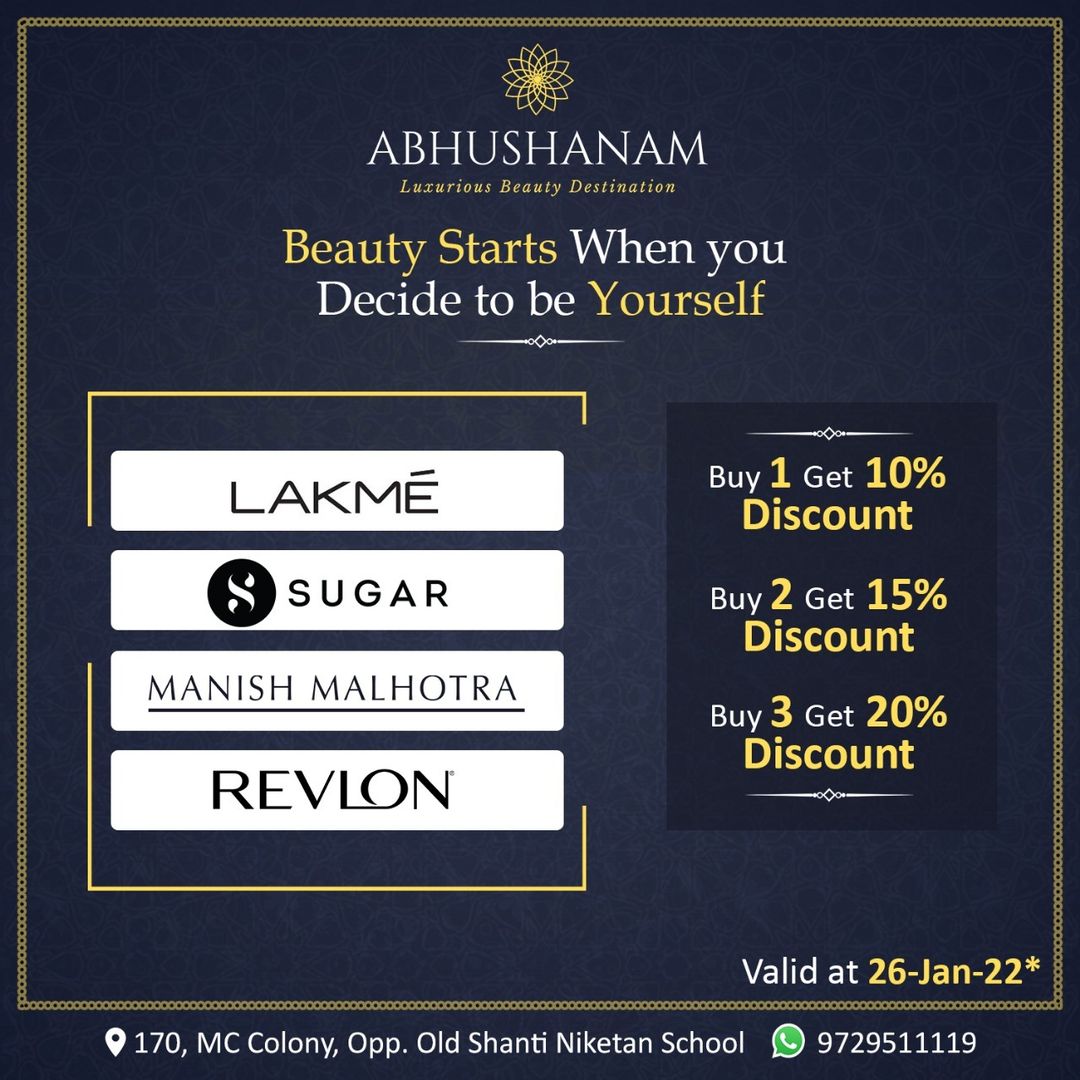 ABHUSHANAM
Luxurious Beauty Destination
Beauty Starts When you
Decide to be Yourself
LAKMÉ
SUGAR
MANISH MALHOTRA
REVLON®
Buy 1 Get 10%
Discount
Buy 2 Get 15%
Discount
Buy 3 Get 20%
Discount
Valid at 26-Jan-22*
170, MC Colony, Opp. Old Shanti Niketan School 9729511119